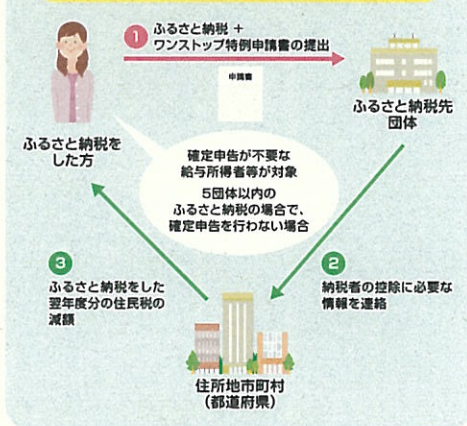 1 ふるさと納税 +
ワンストップ特例申請書の提出
申請書
ふるさと納税を
した方
ふるさと納税先
団体
確定申告が不要な
給与所得者等が対象
5団体以内の
ふるさと納税の場合で、
確定申告を行わない場合
3
ふるさと納税をした
翌年度分の住民税の
減額
2
納税者の控除に必要な
情報を連絡
住所地市町村
(都道府県)